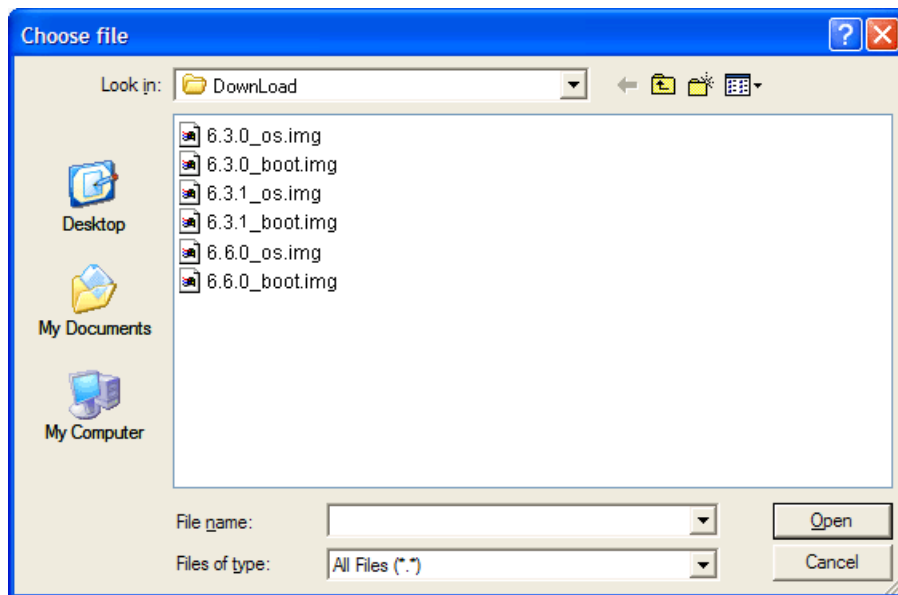 Choose file
Look in: DownLoad
6.3.0_os.img
6.3.0_boot.img
6.3.1_os.img
6.3.1_boot.img
6.6.0_os.img
6.6.0_boot.img
Desktop
My Documents
My Computer
File name: Open
Files of type: All Files (*.*) Cancel